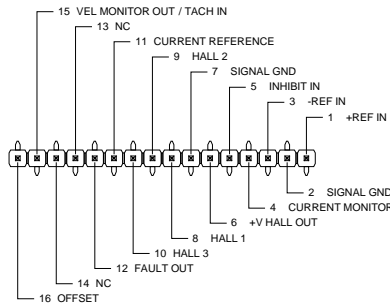 15 VEL MONITOR OUT / TACH IN
13 NC
11 CURRENT REFERENCE
9 HALL 2
7 SIGNAL GND
5 INHIBIT IN
3 -REF IN
1 +REF IN
2 SIGNAL GND
4 CURRENT MONITOR
6 +V HALL OUT
8 HALL 1
10 HALL 3
12 FAULT OUT
14 NC
16 OFFSET